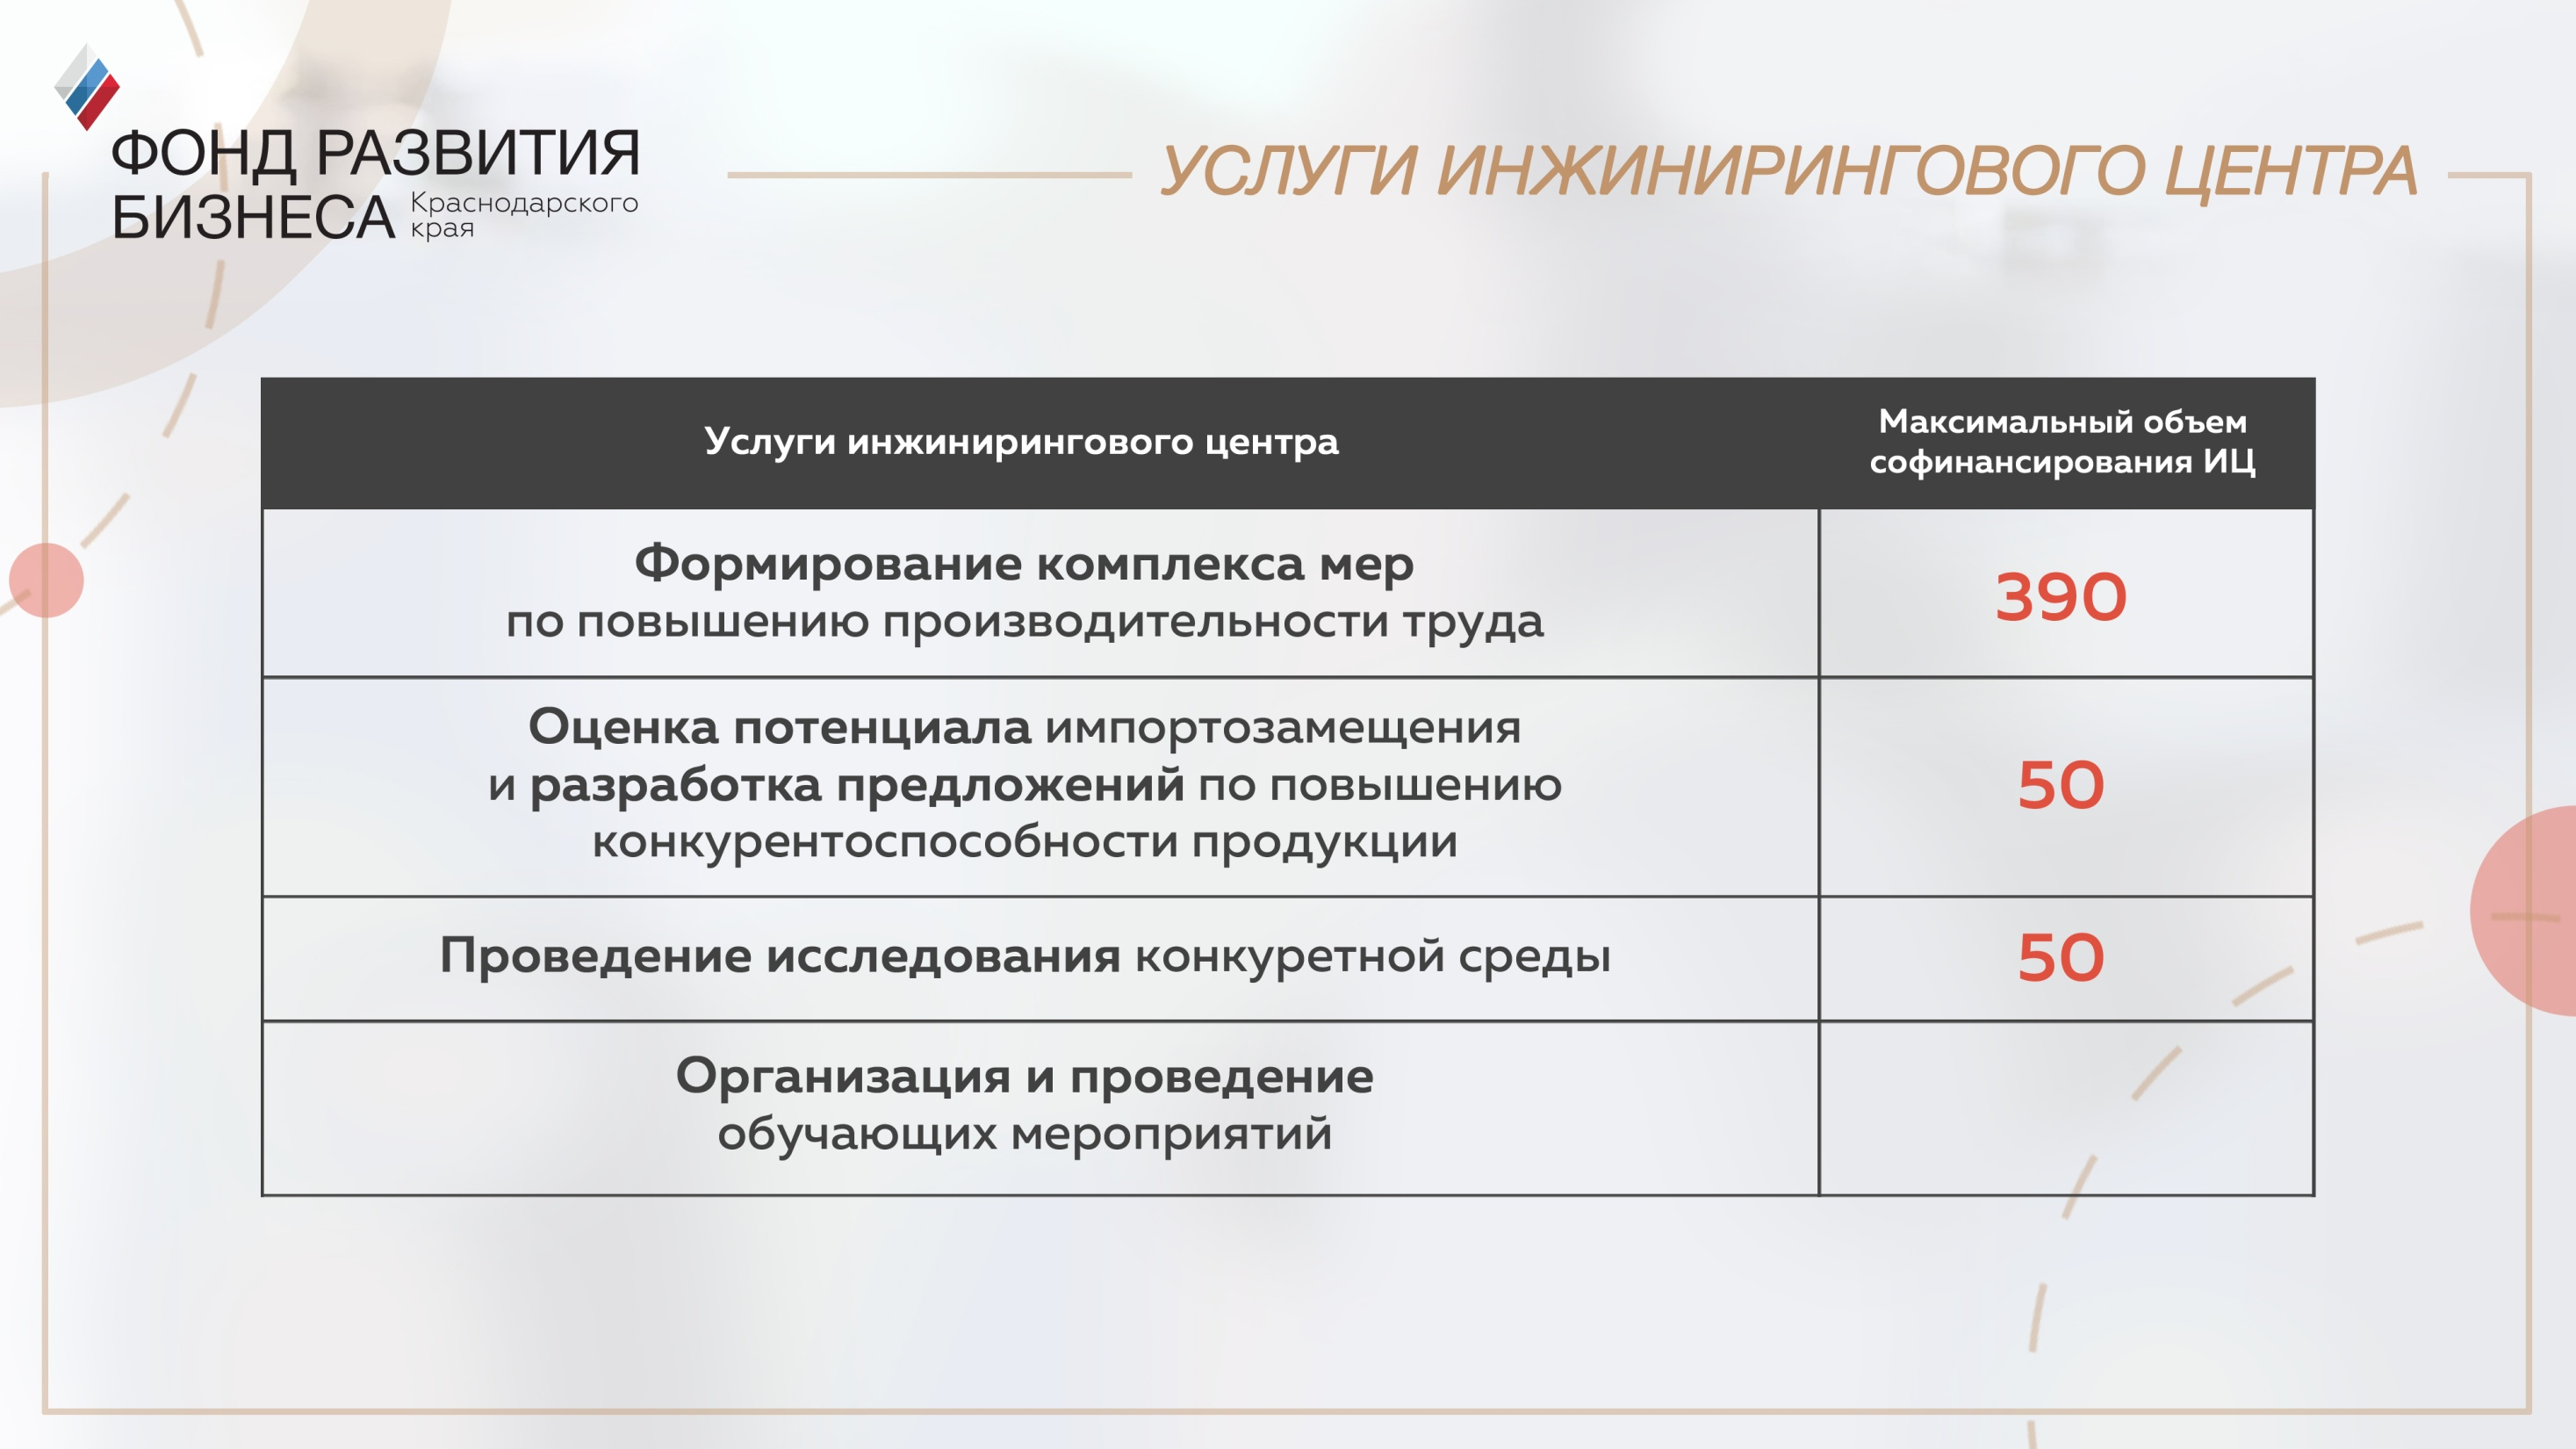 ФОНД РАЗВИТИЯ
БИЗНЕСА Краснодарского
края
УСЛУГИ ИНЖИНИРИНГОВОГО ЦЕНТРА
Услуги инжинирингового центра
Максимальный объем
софинансирования ИЦ
Формирование комплекса мер
по повышению производительности труда
390
Оценка потенциала импортозамещения
и разработка предложений по повышению
конкурентоспособности продукции
50
Проведение исследования конкуретной среды
50
Организация и проведение
обучающих мероприятий